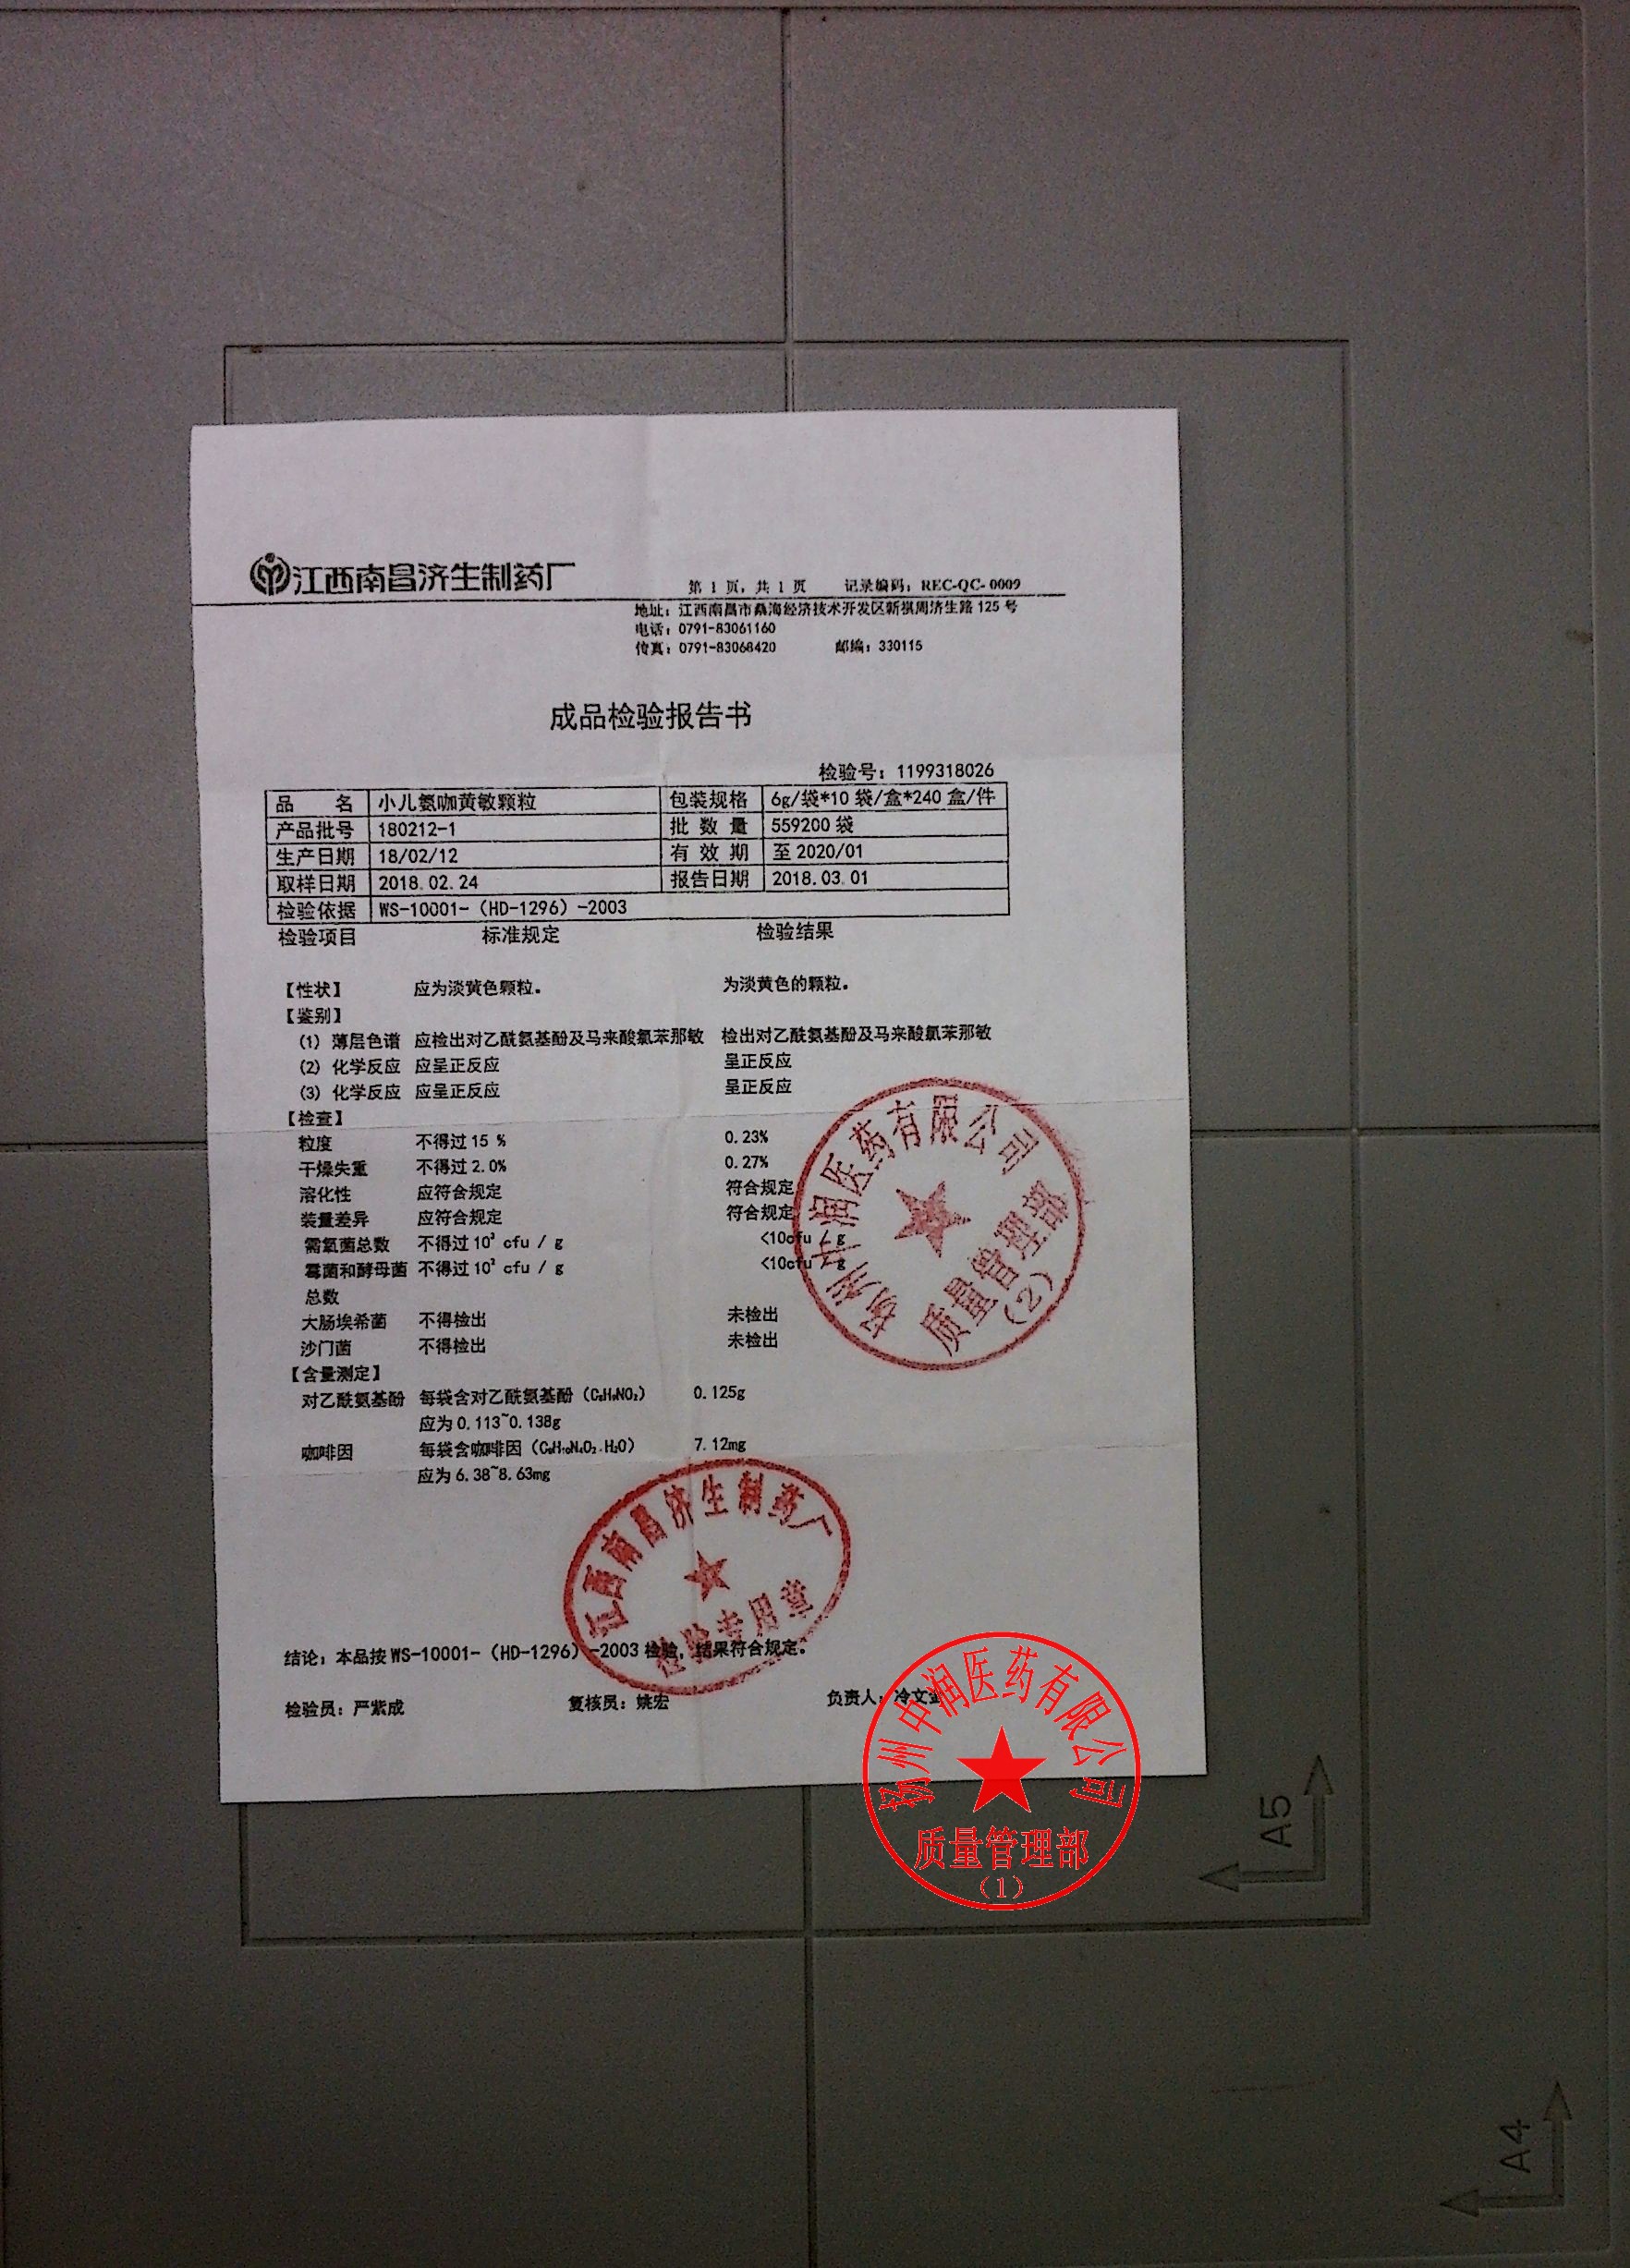 江西南昌济生制药厂
第 1 页，共 1 页 记录编码：REC-QC-0009
地址：江西南昌市桑海经济技术开发区新祺周济生路 125 号
电话：0791-83061160
传真：0791-83068420 邮编：330115
成品检验报告书
检验号：1199318026
品 名 小儿氨咖黄敏颗粒 包装规格 6g/袋*10 袋/盒*240 盒/件
产品批号 180212-1 批 数 量 559200 袋
生产日期 18/02/12 有 效 期 至 2020/01
取样日期 2018.02.24 报告日期 2018.03.01
检验依据 WS-10001-（HD-1296）-2003
检验项目 标准规定 检验结果
【性状】 应为淡黄色颗粒。 为淡黄色的颗粒。
【鉴别】
(1) 薄层色谱 应检出对乙酰氨基酚及马来酸氯苯那敏 检出对乙酰氨基酚及马来酸氯苯那敏
(2) 化学反应 应呈正反应 呈正反应
(3) 化学反应 应呈正反应 呈正反应
【检查】
粒度 不得过 15 % 0.23%
干燥失重 不得过 2.0% 0.27%
溶化性 应符合规定 符合规定
装量差异 应符合规定 符合规定
需氧菌总数 不得过 10³ cfu / g <10cfu / g
霉菌和酵母菌 不得过 10² cfu / g <10cfu / g
总数
大肠埃希菌 不得检出 未检出
沙门菌 不得检出 未检出
【含量测定】
对乙酰氨基酚 每袋含对乙酰氨基酚（C₈H₉NO₂） 0.125g
应为 0.113~0.138g
咖啡因 每袋含咖啡因（C₈H₁₀N₄O₂·H₂O） 7.12mg
应为 6.38~8.63mg
结论：本品按 WS-10001-（HD-1296）-2003 检验，结果符合规定。
检验员：严紫成 复核员：姚宏 负责人：冷文
扬州中润医药有限公司
质量管理部
(2)
江西南昌济生制药厂
检验专用章
扬州中润医药有限公司
质量管理部
(1)
A5
A4